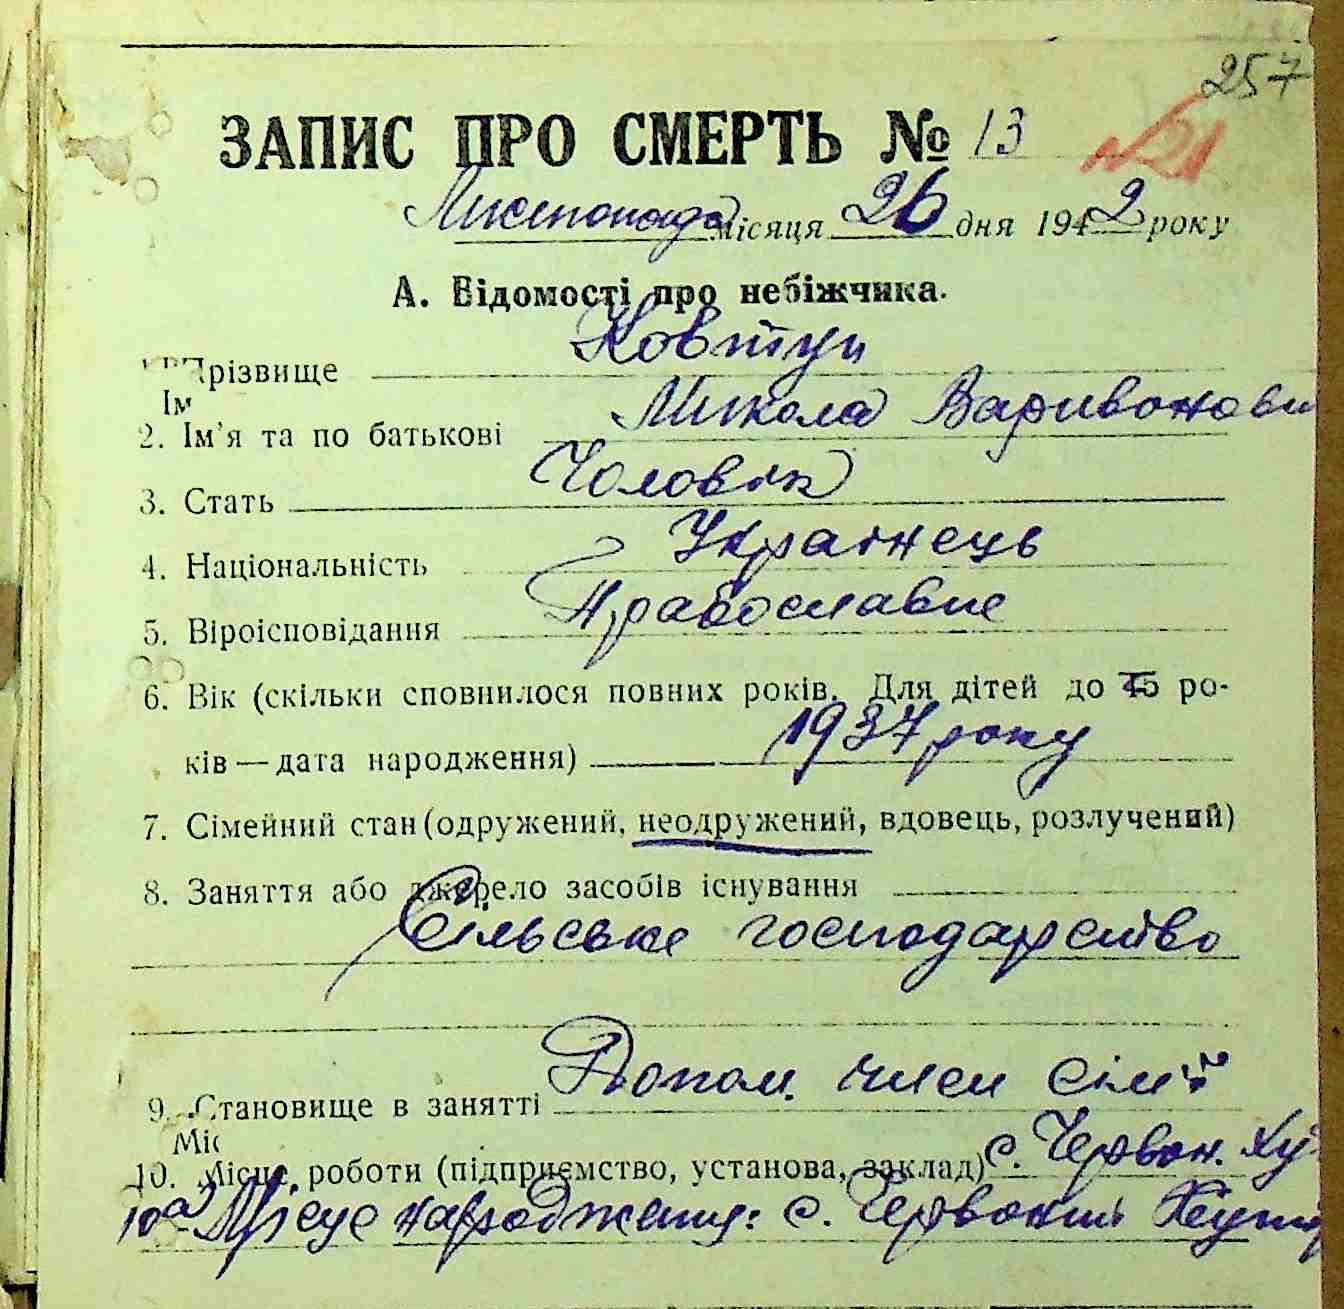 257
ЗАПИС ПРО СМЕРТЬ № 13
№21
Листопада місяця 26 дня 1942 року
А. Відомості про небіжчика.
Ковтун
Прізвище
Ім
Микола Варивонови
2. Ім'я та по батькові
3. Стать Чоловік
4. Національність Українець
5. Віроісповідання Православне
6. Вік (скільки сповнилося повних років. Для дітей до 15 ро-
ків — дата народження) 1937 року
7. Сімейний стан (одружений, неодружений, вдовець, розлучений)
8. Заняття або джерело засобів існування
Сільське господарство
9. Становище в занятті Допом. член сім'ї
Міс
10. Місце роботи (підприємство, установа, заклад) с. Червон. Ху-
10а) Місце народження: с. Червоний Хутір